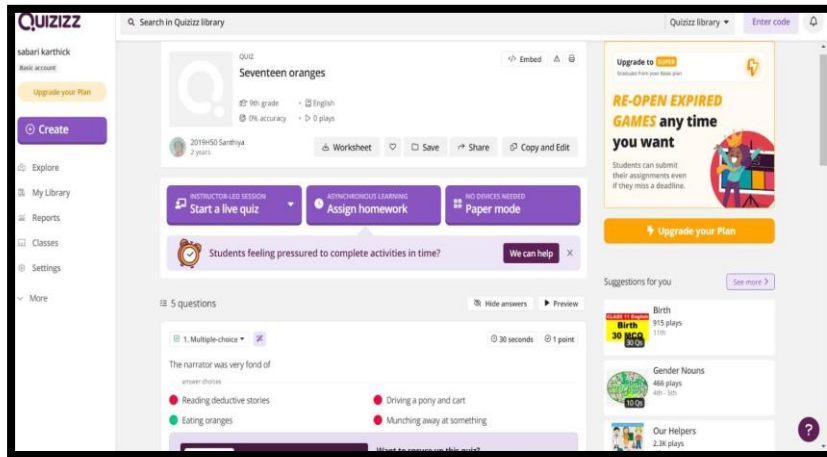 QUIZIZZ
Search in Quizizz library
Quizizz library
Enter code
sabari karthick
Basic account
Upgrade your Plan
Create
Explore
My Library
Reports
Classes
Settings
More
QUIZ
Seventeen oranges
Embed
9th grade • English
0% accuracy • 0 plays
2019HS0 Santhiya
2 years
Worksheet
Save
Share
Copy and Edit
INSTRUCTOR-LED SESSION
Start a live quiz
ASYNCHRONOUS LEARNING
Assign homework
NO DEVICES NEEDED
Paper mode
Students feeling pressured to complete activities in time?
We can help
5 questions
Hide answers
Preview
1. Multiple-choice
30 seconds
1 point
The narrator was very fond of
answer choices
Reading deductive stories
Driving a pony and cart
Eating oranges
Munching away at something
Upgrade to SUPER
Graduate from your Basic plan
RE-OPEN EXPIRED
GAMES any time
you want
Students can submit
their assignments even
if they miss a deadline.
Upgrade your Plan
Suggestions for you
See more >
CLASS 11 English
Birth
30 MCQ
30 Qs
Birth
915 plays
11th
10 Qs
Gender Nouns
466 plays
4th - 5th
Our Helpers
2.3K plays
?